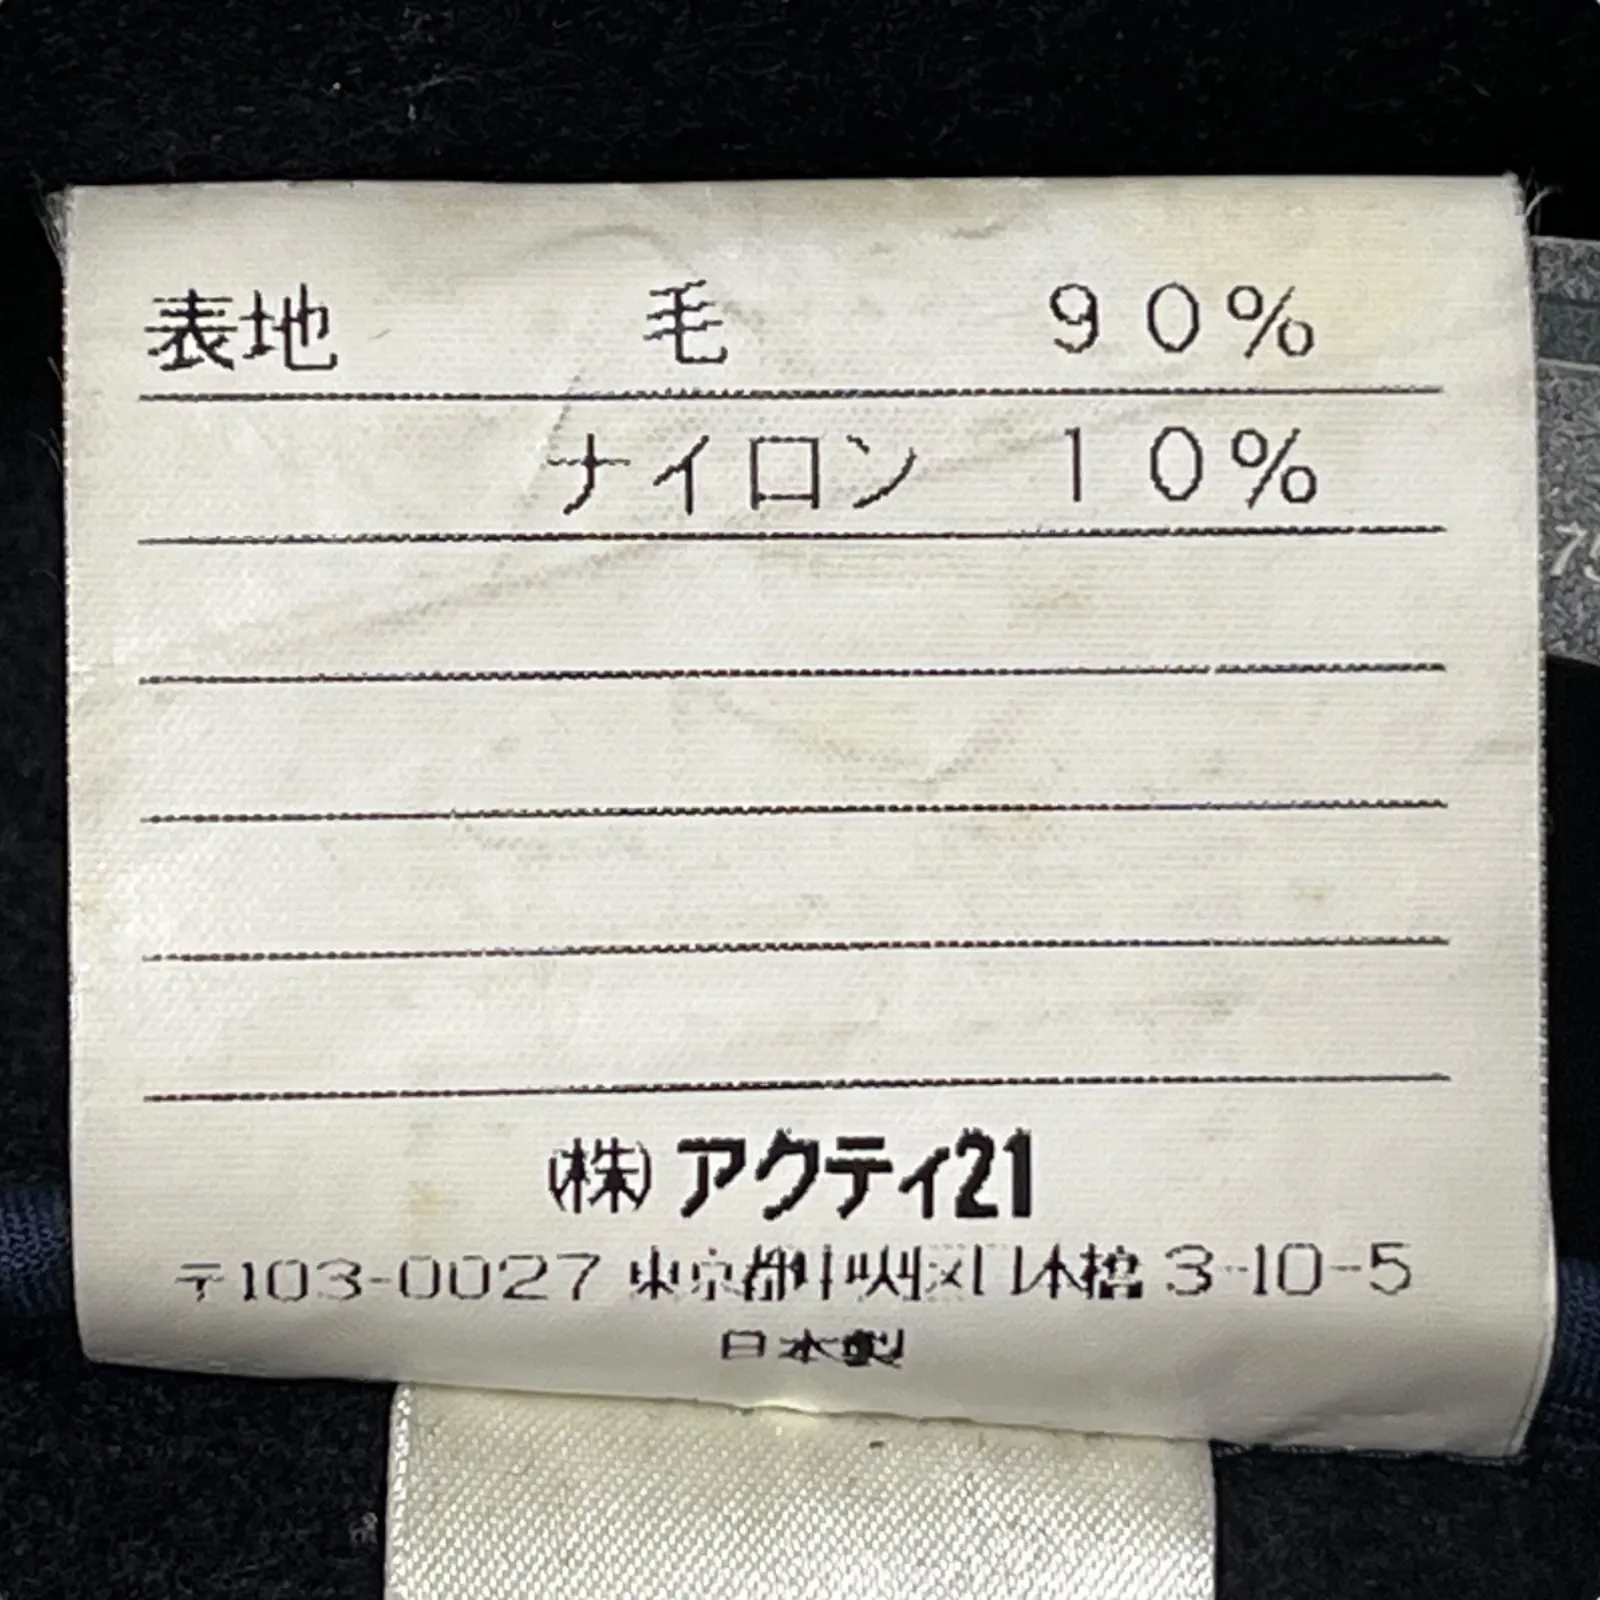 表地 毛 90%
ナイロン 10%
(株)アクティ21
〒103-0027 東京都中央区日本橋3-10-5
日本製
75